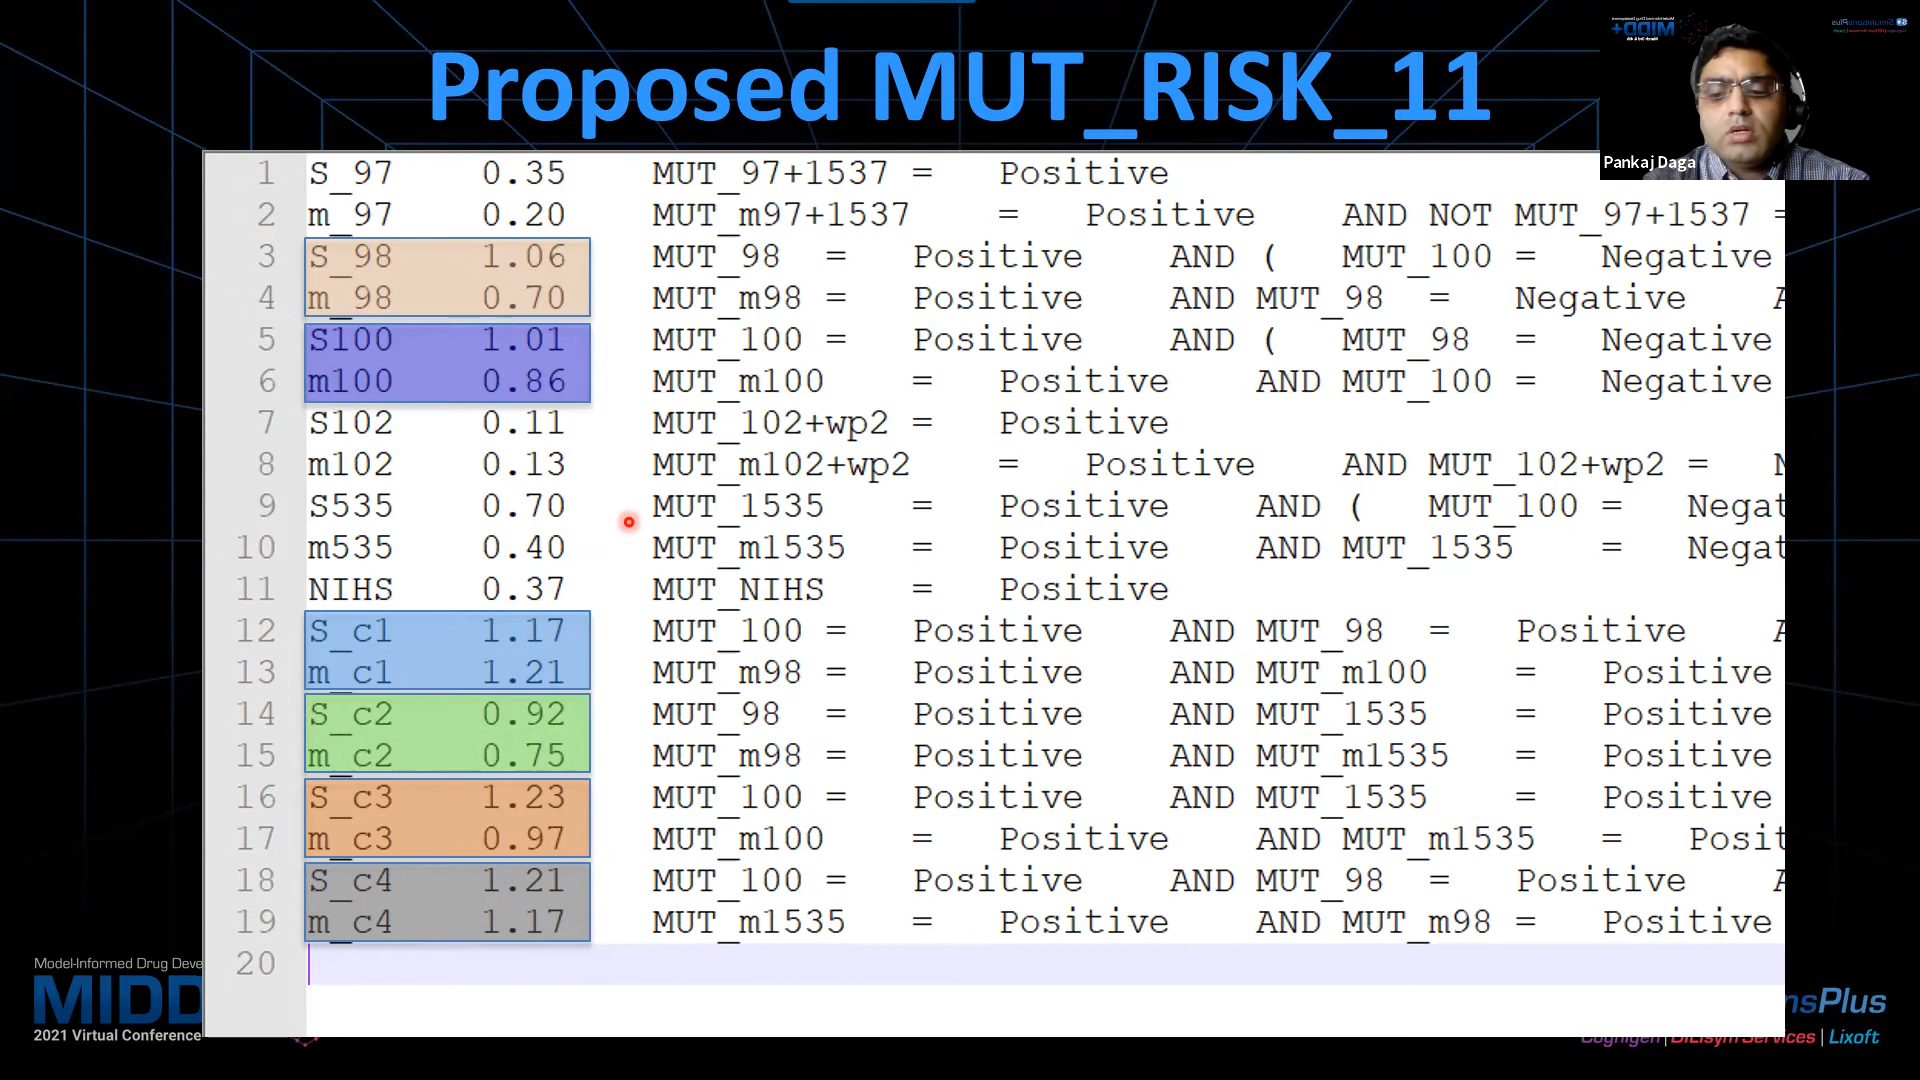 Proposed MUT_RISK_11
MIDD+
Pankaj Daga
1 S_97 0.35 MUT_97+1537 = Positive
2 m_97 0.20 MUT_m97+1537 = Positive AND NOT MUT_97+1537 =
3 S_98 1.06 MUT_98 = Positive AND ( MUT_100 = Negative
4 m_98 0.70 MUT_m98 = Positive AND MUT_98 = Negative A
5 S100 1.01 MUT_100 = Positive AND ( MUT_98 = Negative
6 m100 0.86 MUT_m100 = Positive AND MUT_100 = Negative
7 S102 0.11 MUT_102+wp2 = Positive
8 m102 0.13 MUT_m102+wp2 = Positive AND MUT_102+wp2 = N
9 S535 0.70 MUT_1535 = Positive AND ( MUT_100 = Negat
10 m535 0.40 MUT_m1535 = Positive AND MUT_1535 = Negat
11 NIHS 0.37 MUT_NIHS = Positive
12 S_c1 1.17 MUT_100 = Positive AND MUT_98 = Positive A
13 m_c1 1.21 MUT_m98 = Positive AND MUT_m100 = Positive
14 S_c2 0.92 MUT_98 = Positive AND MUT_1535 = Positive
15 m_c2 0.75 MUT_m98 = Positive AND MUT_m1535 = Positive
16 S_c3 1.23 MUT_100 = Positive AND MUT_1535 = Positive
17 m_c3 0.97 MUT_m100 = Positive AND MUT_m1535 = Posit
18 S_c4 1.21 MUT_100 = Positive AND MUT_98 = Positive A
19 m_c4 1.17 MUT_m1535 = Positive AND MUT_m98 = Positive
20
Model-Informed Drug Deve
MIDD
2021 Virtual Conference
nsPlus
Cognigen | DILIsym Services | Lixoft